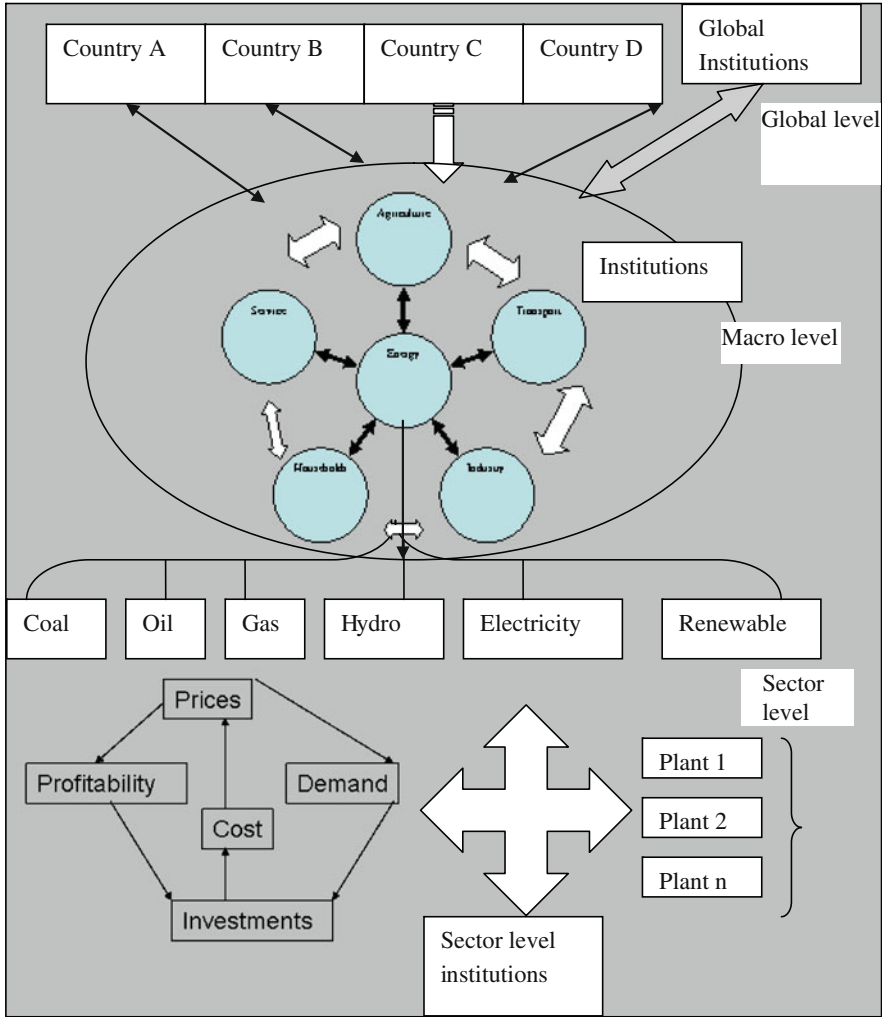 Country A
Country B
Country C
Country D
Global
Institutions
Global level
Agriculture
Institutions
Service
Transport
Macro level
Energy
Households
Industry
Coal
Oil
Gas
Hydro
Electricity
Renewable
Sector
level
Prices
Profitability
Demand
Cost
Investments
Plant 1
Plant 2
Plant n
Sector level
institutions